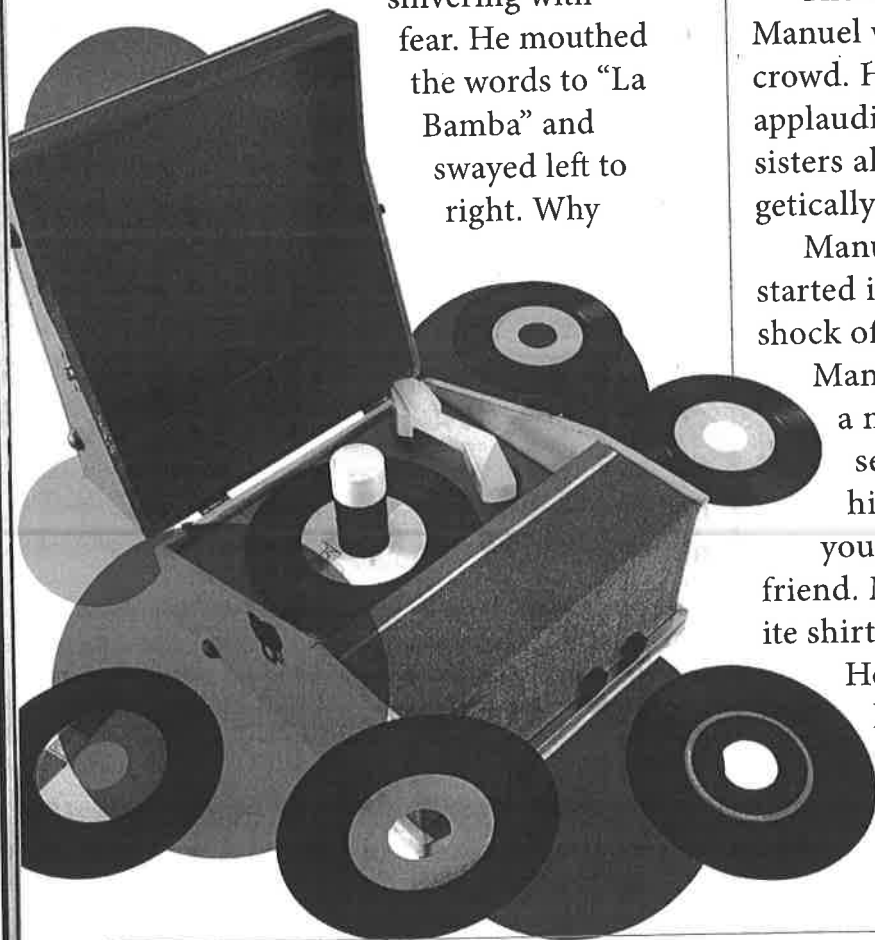 fear. He mouthed
the words to “La
Bamba” and
swayed left to
right. Why
Manuel
crowd.
applaudi
sisters al
getically
Manu
started i
shock of
Man
a
se
hi
you
friend.
ite shirt